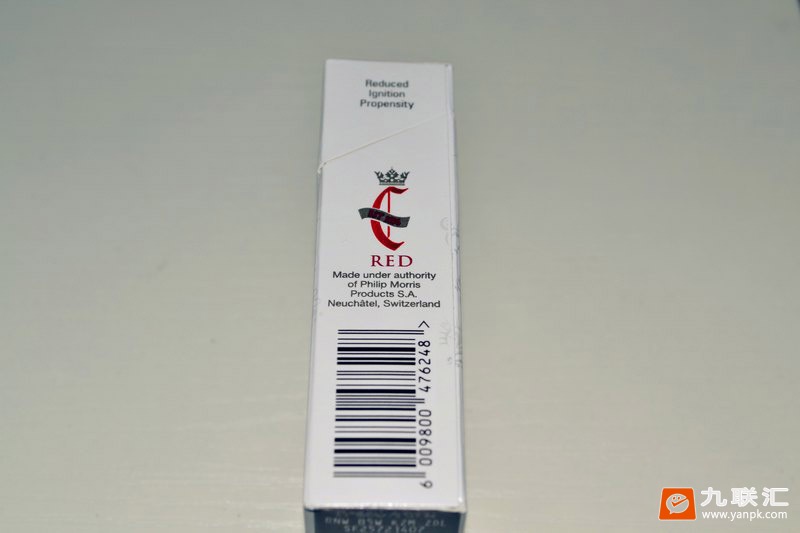 Reduced
Ignition
Propensity
RED
Made under authority
of Philip Morris
Products S.A.
Neuchâtel, Switzerland
6 009800 476248 >
九联汇
www.yanpk.com